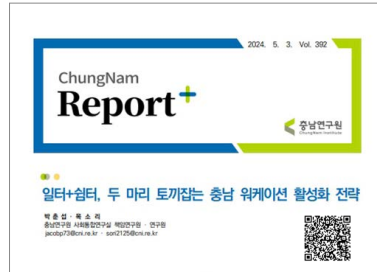 2024. 5. 3. Vol. 392
ChungNam
Report+
충남연구원
ChungNam Institute
일터+쉼터, 두 마리 토끼잡는 충남 워케이션 활성화 전략
박춘섭 · 목소리
충남연구원 사회통합연구실 책임연구원 · 연구원
jacobp73@cni.re.kr · sori2125@cni.re.kr